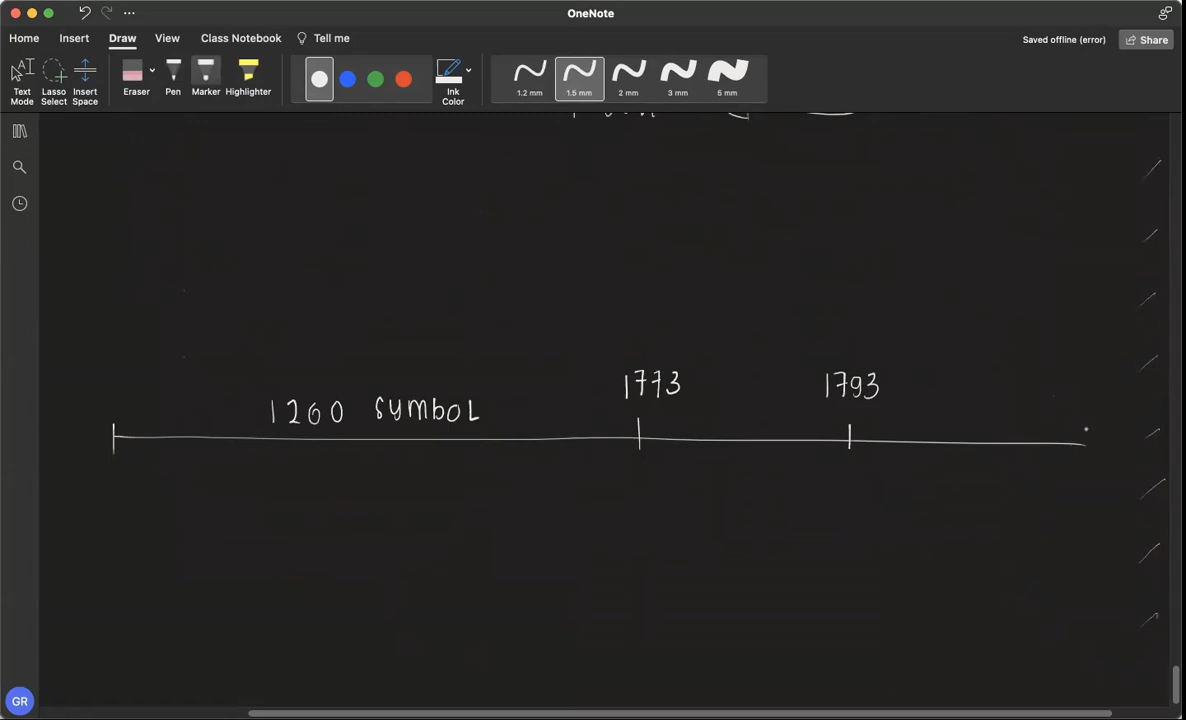 OneNote
Home Insert Draw View Class Notebook Tell me
Saved offline (error) Share
Text Mode
Lasso Select
Insert Space
Eraser
Pen
Marker
Highlighter
Ink Color
1.2 mm
1.5 mm
2 mm
3 mm
5 mm
1260 SYMBOL
1773
1793
GR